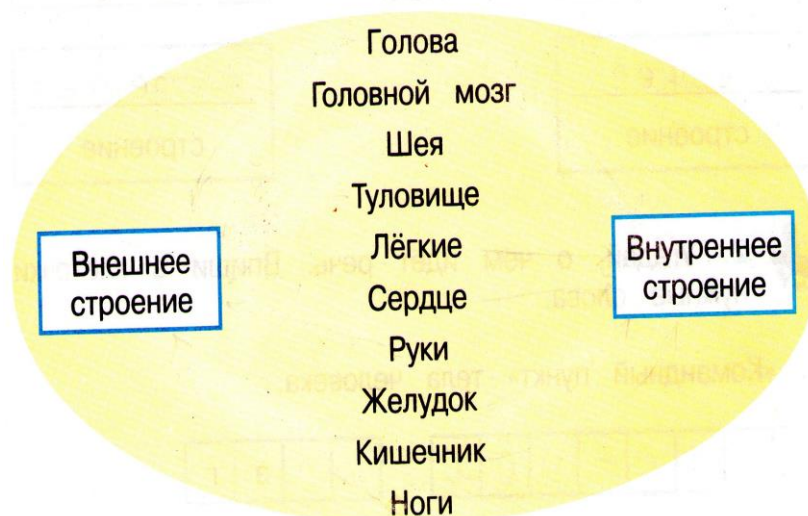 Голова
Головной мозг
Шея
Туловище
Внешнее
строение
Лёгкие
Внутреннее
строение
Сердце
Руки
Желудок
Кишечник
Ноги